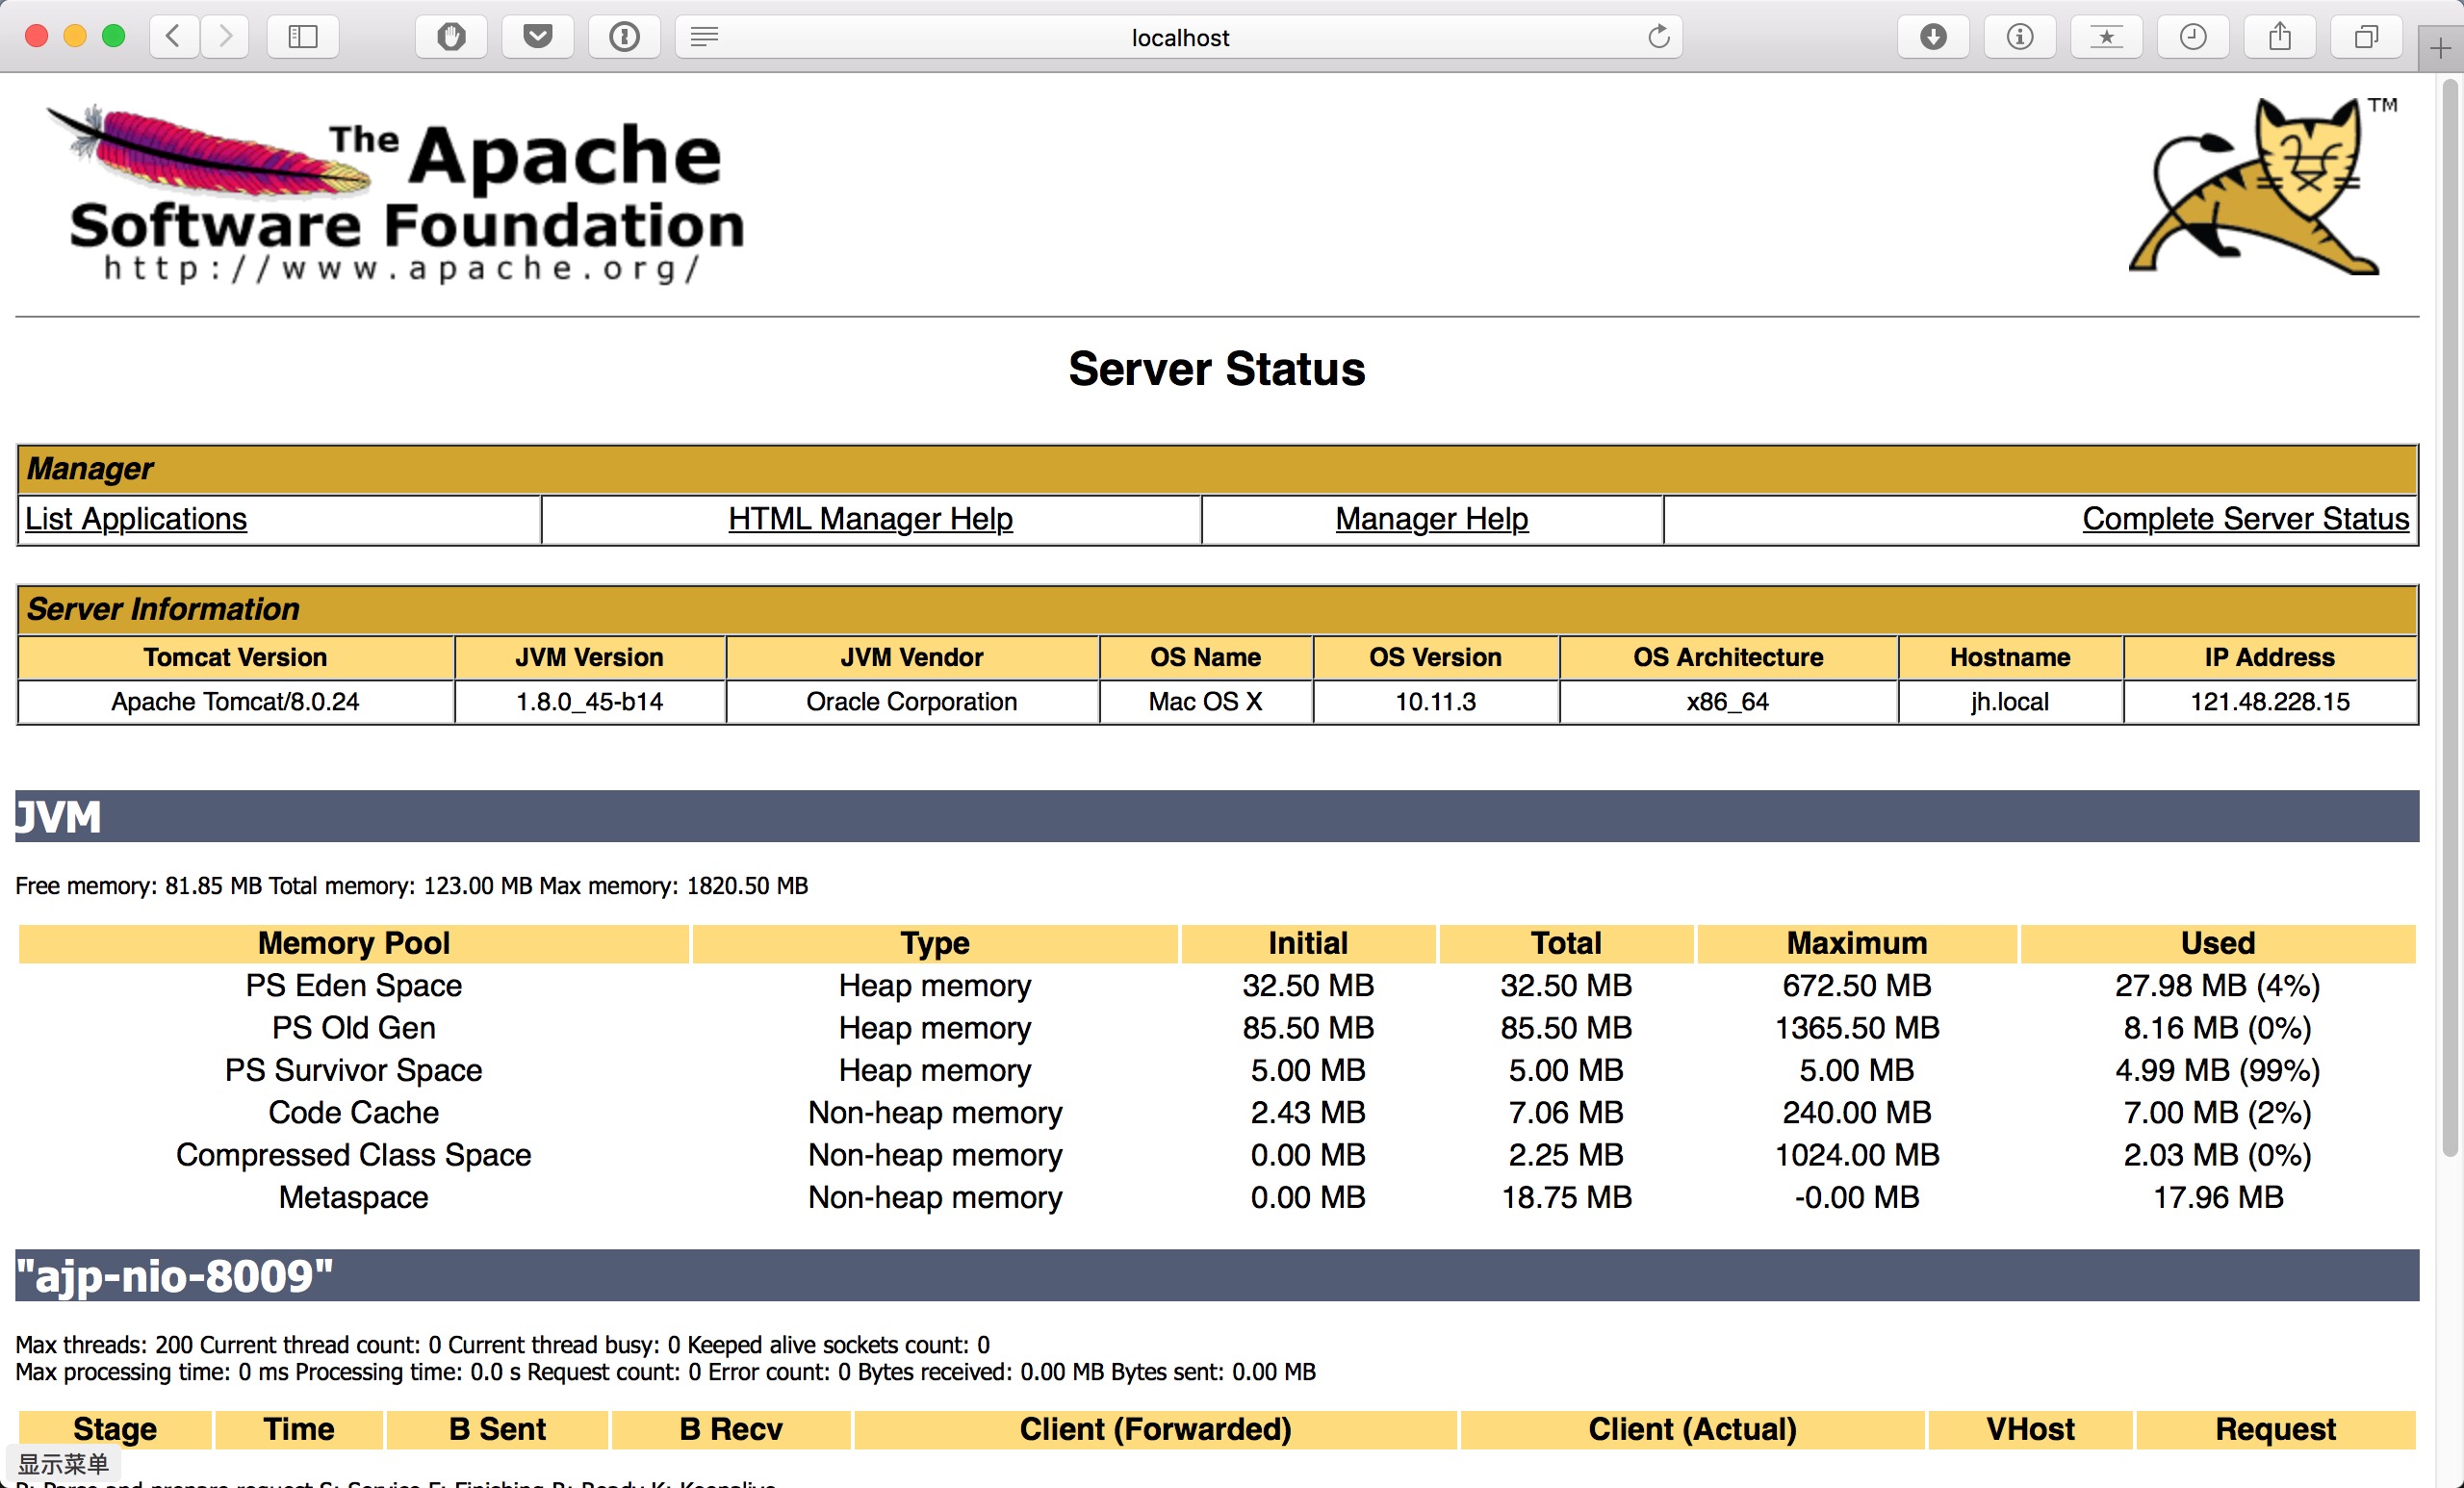 localhost
The Apache
Software Foundation
http://www.apache.org/
TM
Server Status
Manager
List Applications HTML Manager Help Manager Help Complete Server Status
Server Information
Tomcat Version JVM Version JVM Vendor OS Name OS Version OS Architecture Hostname IP Address
Apache Tomcat/8.0.24 1.8.0_45-b14 Oracle Corporation Mac OS X 10.11.3 x86_64 jh.local 121.48.228.15
JVM
Free memory: 81.85 MB Total memory: 123.00 MB Max memory: 1820.50 MB
Memory Pool Type Initial Total Maximum Used
PS Eden Space Heap memory 32.50 MB 32.50 MB 672.50 MB 27.98 MB (4%)
PS Old Gen Heap memory 85.50 MB 85.50 MB 1365.50 MB 8.16 MB (0%)
PS Survivor Space Heap memory 5.00 MB 5.00 MB 5.00 MB 4.99 MB (99%)
Code Cache Non-heap memory 2.43 MB 7.06 MB 240.00 MB 7.00 MB (2%)
Compressed Class Space Non-heap memory 0.00 MB 2.25 MB 1024.00 MB 2.03 MB (0%)
Metaspace Non-heap memory 0.00 MB 18.75 MB -0.00 MB 17.96 MB
"ajp-nio-8009"
Max threads: 200 Current thread count: 0 Current thread busy: 0 Keeped alive sockets count: 0
Max processing time: 0 ms Processing time: 0.0 s Request count: 0 Error count: 0 Bytes received: 0.00 MB Bytes sent: 0.00 MB
Stage Time B Sent B Recv Client (Forwarded) Client (Actual) VHost Request
显示菜单
P: Parse and prepare request S: Service F: Finishing R: Ready K: Keepalive